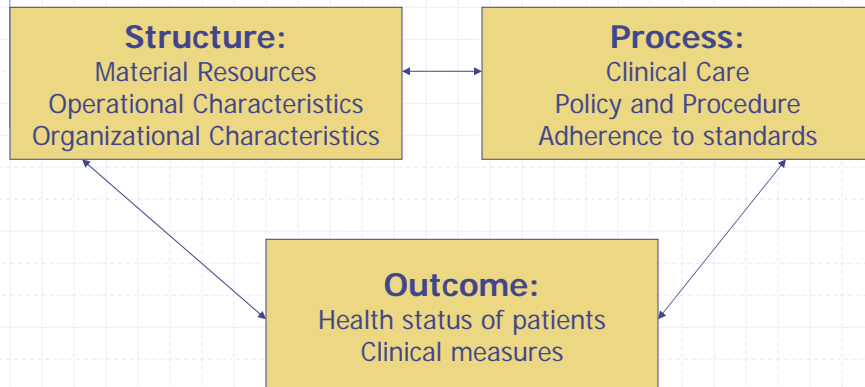 Structure:
Material Resources
Operational Characteristics
Organizational Characteristics
Process:
Clinical Care
Policy and Procedure
Adherence to standards
Outcome:
Health status of patients
Clinical measures